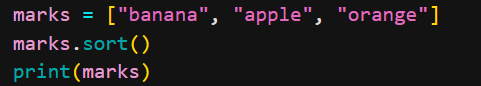 marks = ["banana", "apple", "orange"]
marks.sort()
print(marks)